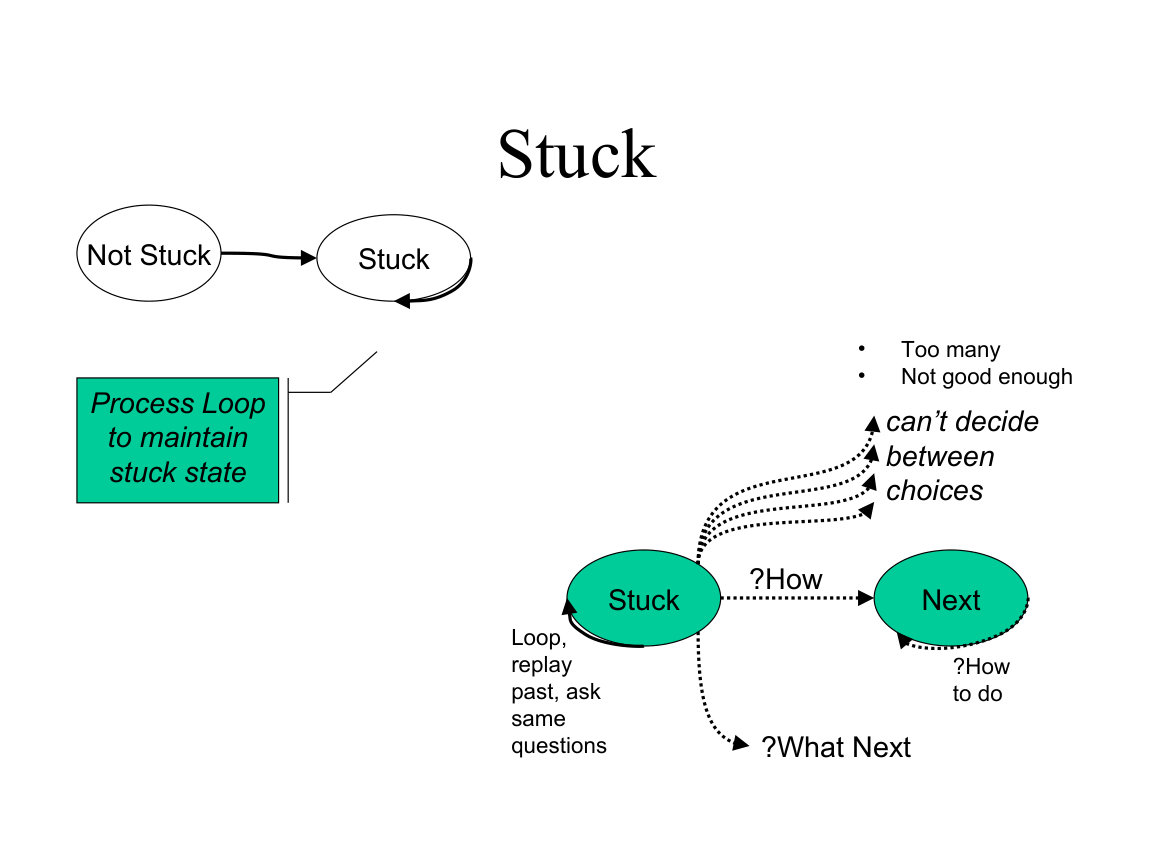 Stuck
Not Stuck
Stuck
Process Loop
to maintain
stuck state
• Too many
• Not good enough
can’t decide
between
choices
?How
Stuck
Next
Loop,
replay
past, ask
same
questions
?How
to do
?What Next